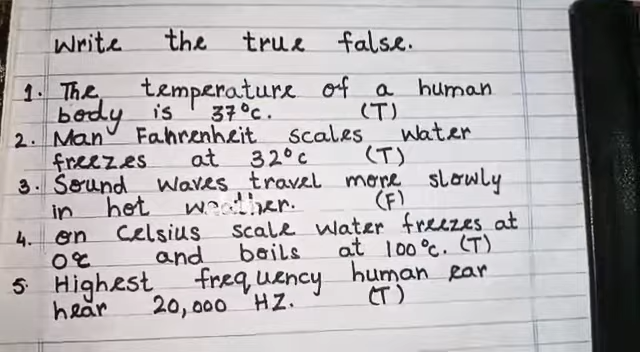 Write the true false.
1. The temperature of a human
body is 37°c. (T)
2. Man Fahrenheit scales water
freezes at 32°c (T)
3. Sound waves travel more slowly
in hot weather. (F)
4. on Celsius scale water freezes at
0°c and boils at 100°c. (T)
5. Highest frequency human ear
hear 20,000 HZ. (T)